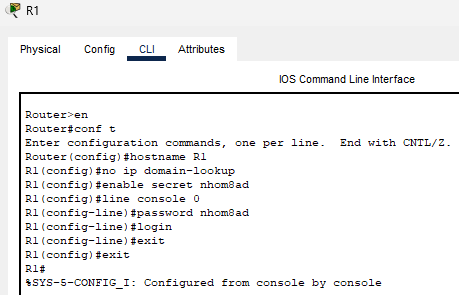 R1
Physical Config CLI Attributes
IOS Command Line Interface
Router>en
Router#conf t
Enter configuration commands, one per line.  End with CNTL/Z.
Router(config)#hostname R1
R1(config)#no ip domain-lookup
R1(config)#enable secret nhom8ad
R1(config)#line console 0
R1(config-line)#password nhom8ad
R1(config-line)#login
R1(config-line)#exit
R1(config)#exit
R1#
%SYS-5-CONFIG_I: Configured from console by console